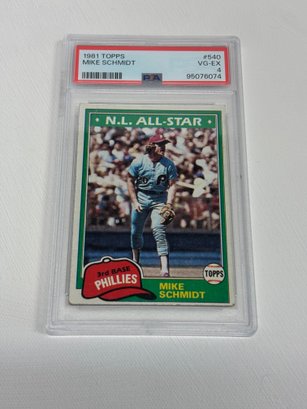 1981 TOPPS #540
MIKE SCHMIDT VG-EX
PSA 4
95076074
N.L. ALL-STAR
3rd BASE
PHILLIES
MIKE
SCHMIDT
TOPPS